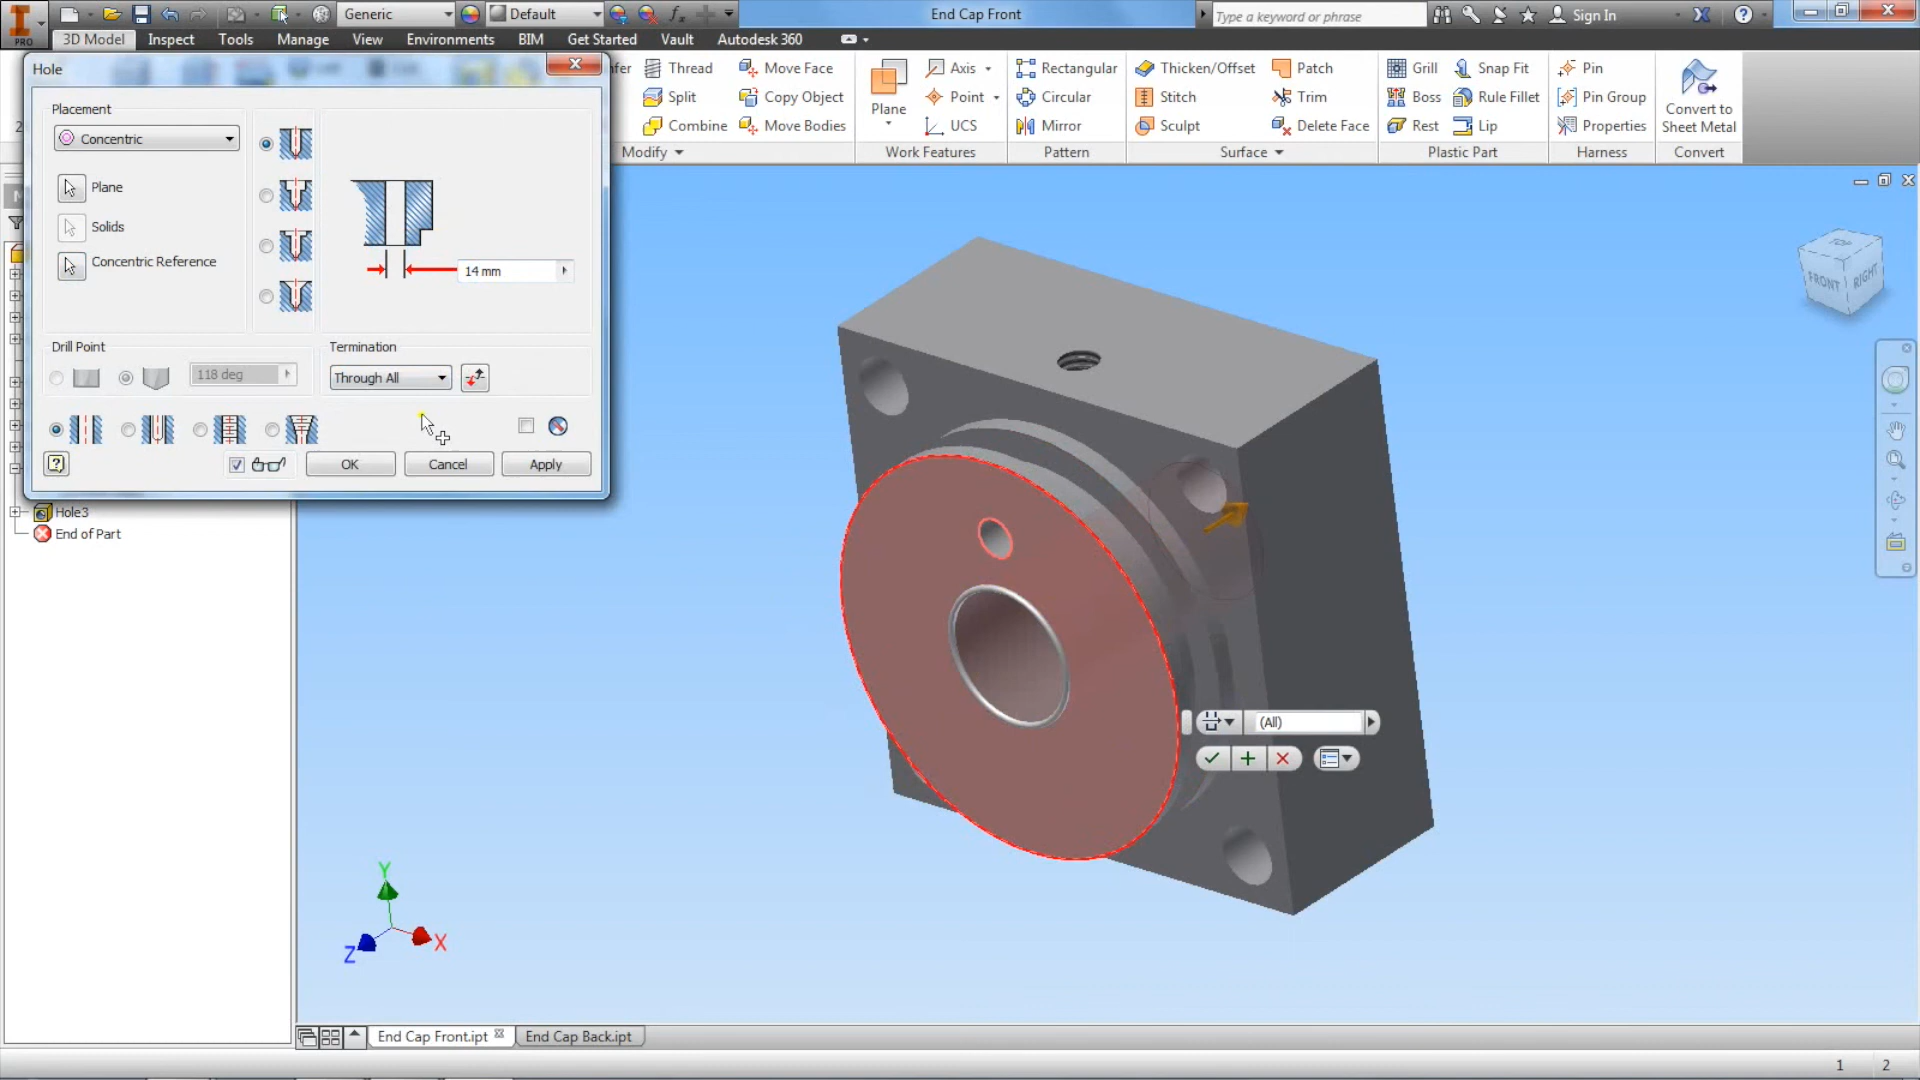 PRO
Generic
Default
End Cap Front
Type a keyword or phrase
Sign In
3D Model
Inspect
Tools
Manage
View
Environments
BIM
Get Started
Vault
Autodesk 360
Hole
Thread
Move Face
Split
Copy Object
Combine
Move Bodies
Modify
Plane
Axis
Point
UCS
Work Features
Rectangular
Circular
Mirror
Pattern
Thicken/Offset
Patch
Stitch
Trim
Sculpt
Delete Face
Surface
Grill
Snap Fit
Boss
Rule Fillet
Rest
Lip
Plastic Part
Pin
Pin Group
Properties
Harness
Convert to
Sheet Metal
Convert
Placement
Concentric
Plane
Solids
Concentric Reference
14 mm
Drill Point
118 deg
Termination
Through All
OK
Cancel
Apply
Hole3
End of Part
TOP
FRONT
RIGHT
(All)
Y
Z
X
End Cap Front.ipt
End Cap Back.ipt
1
2